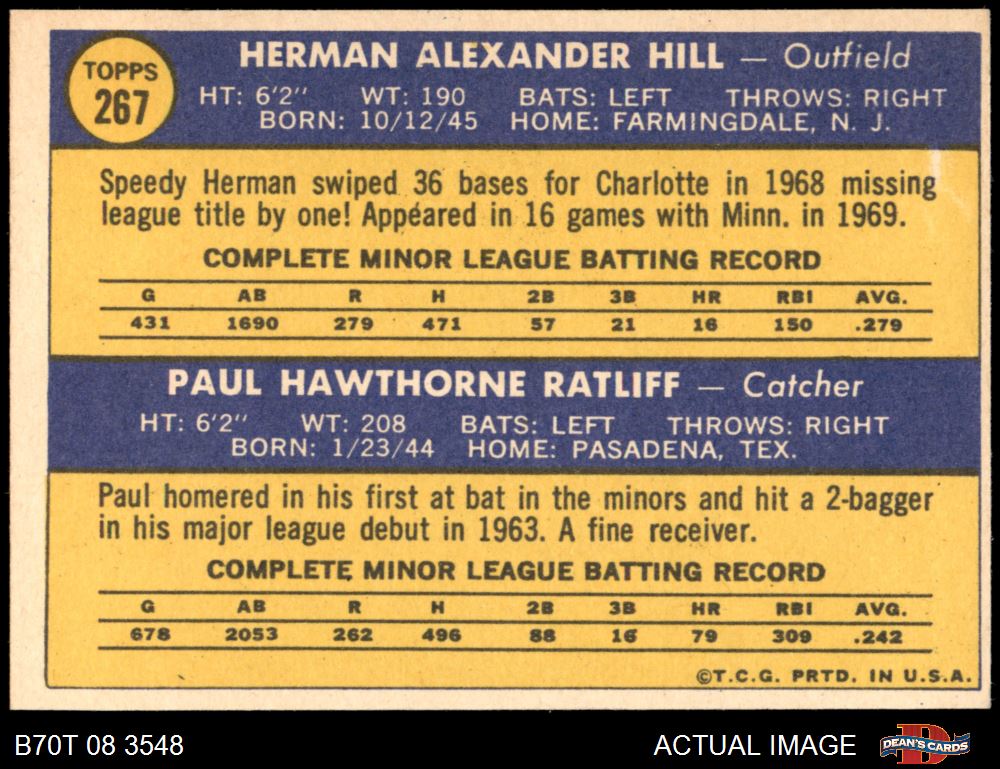 TOPPS
267
HERMAN ALEXANDER HILL — Outfield
HT: 6'2" WT: 190 BATS: LEFT THROWS: RIGHT
BORN: 10/12/45 HOME: FARMINGDALE, N. J.
Speedy Herman swiped 36 bases for Charlotte in 1968 missing
league title by one! Appeared in 16 games with Minn. in 1969.
COMPLETE MINOR LEAGUE BATTING RECORD
G AB R H 2B 3B HR RBI AVG.
431 1690 279 471 57 21 16 150 .279
PAUL HAWTHORNE RATLIFF — Catcher
HT: 6'2" WT: 208 BATS: LEFT THROWS: RIGHT
BORN: 1/23/44 HOME: PASADENA, TEX.
Paul homered in his first at bat in the minors and hit a 2-bagger
in his major league debut in 1963. A fine receiver.
COMPLETE MINOR LEAGUE BATTING RECORD
G AB R H 2B 3B HR RBI AVG.
678 2053 262 496 88 16 79 309 .242
©T.C.G. PRTD. IN U.S.A.
B70T 08 3548 ACTUAL IMAGE DEAN'S CARDS